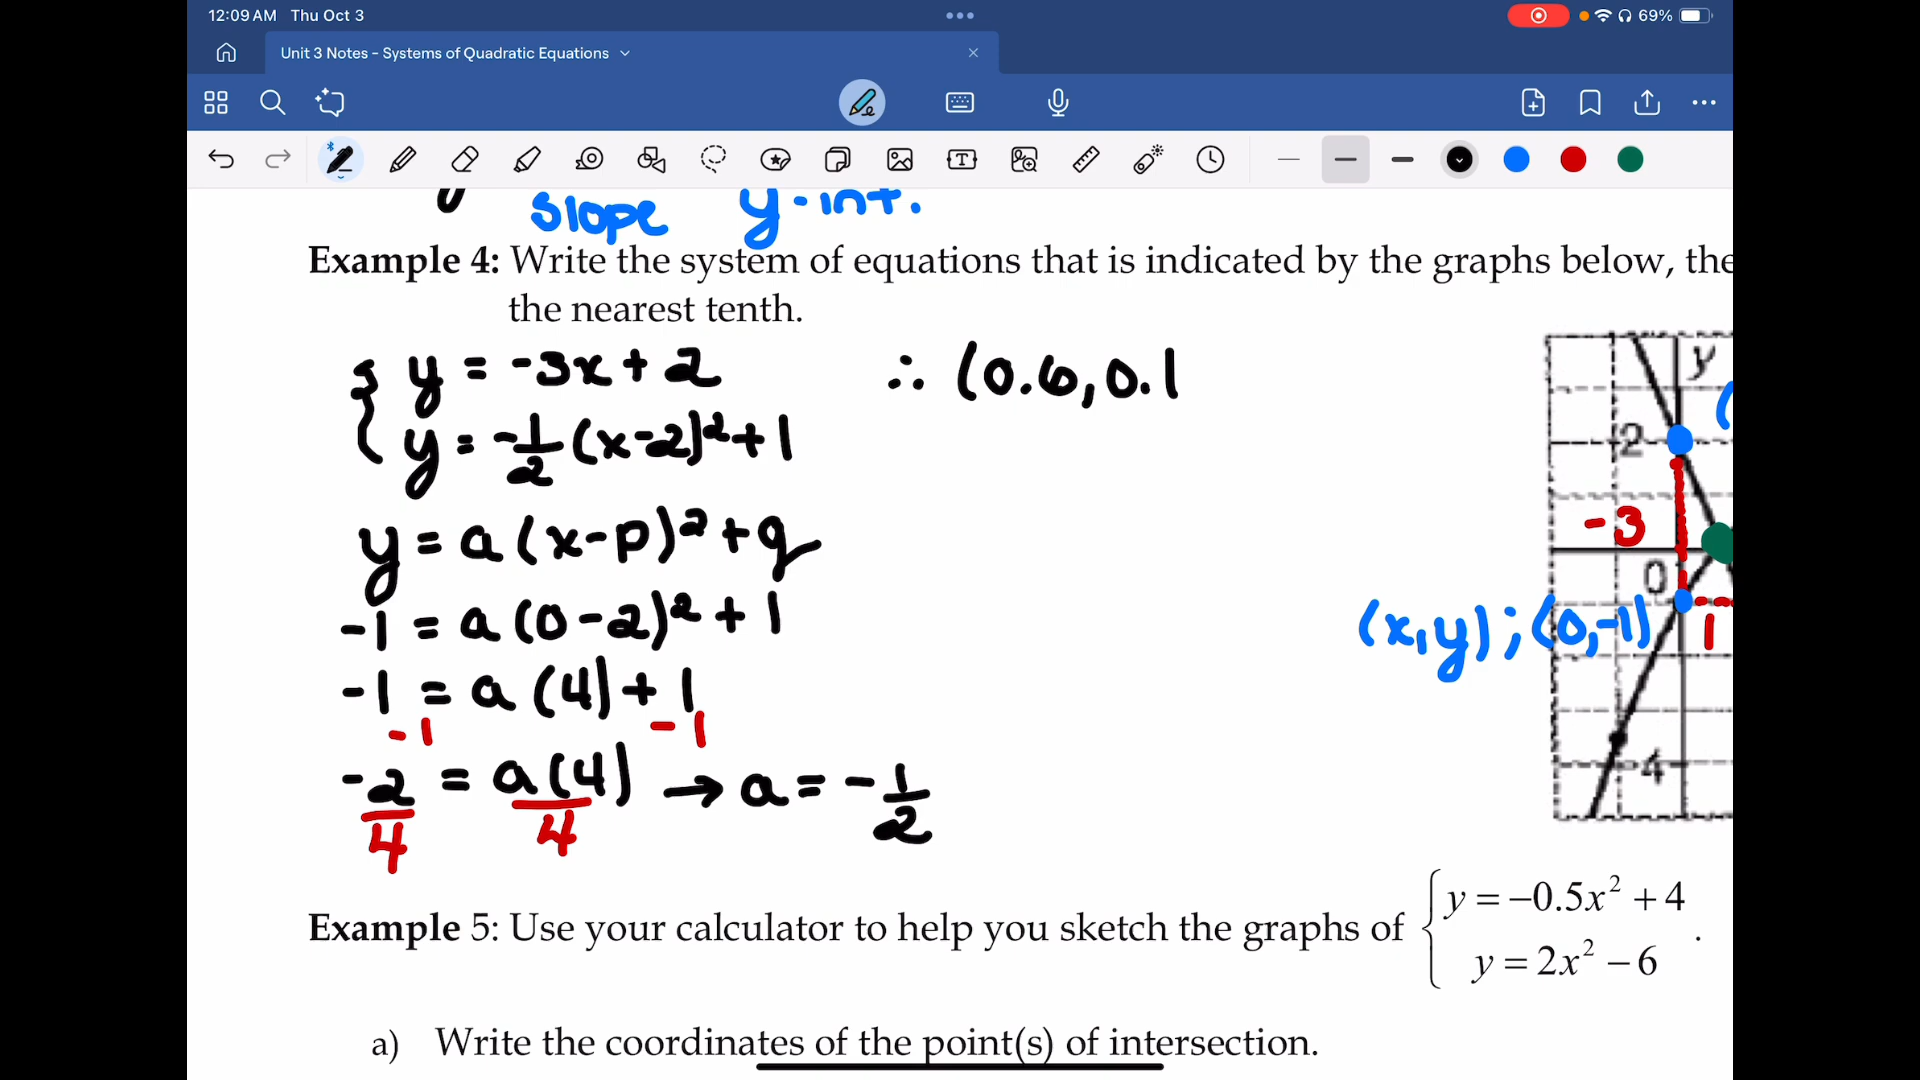 12:09 AM Thu Oct 3
69%
Unit 3 Notes - Systems of Quadratic Equations
slope y-int.
Example 4: Write the system of equations that is indicated by the graphs below, the
the nearest tenth.
{ y = -3x + 2
y = -1/2 (x-2)² + 1
∴ (0.6, 0.1
y = a(x-p)² + q
-1 = a(0-2)² + 1
-1 = a(4) + 1
-1 -1
-2/4 = a(4)/4 → a = -1/2
y
(
2
-3
0
(x,y); (0,-1)
1
-4
Example 5: Use your calculator to help you sketch the graphs of { y = −0.5x² + 4
y = 2x² − 6 .
a) Write the coordinates of the point(s) of intersection.